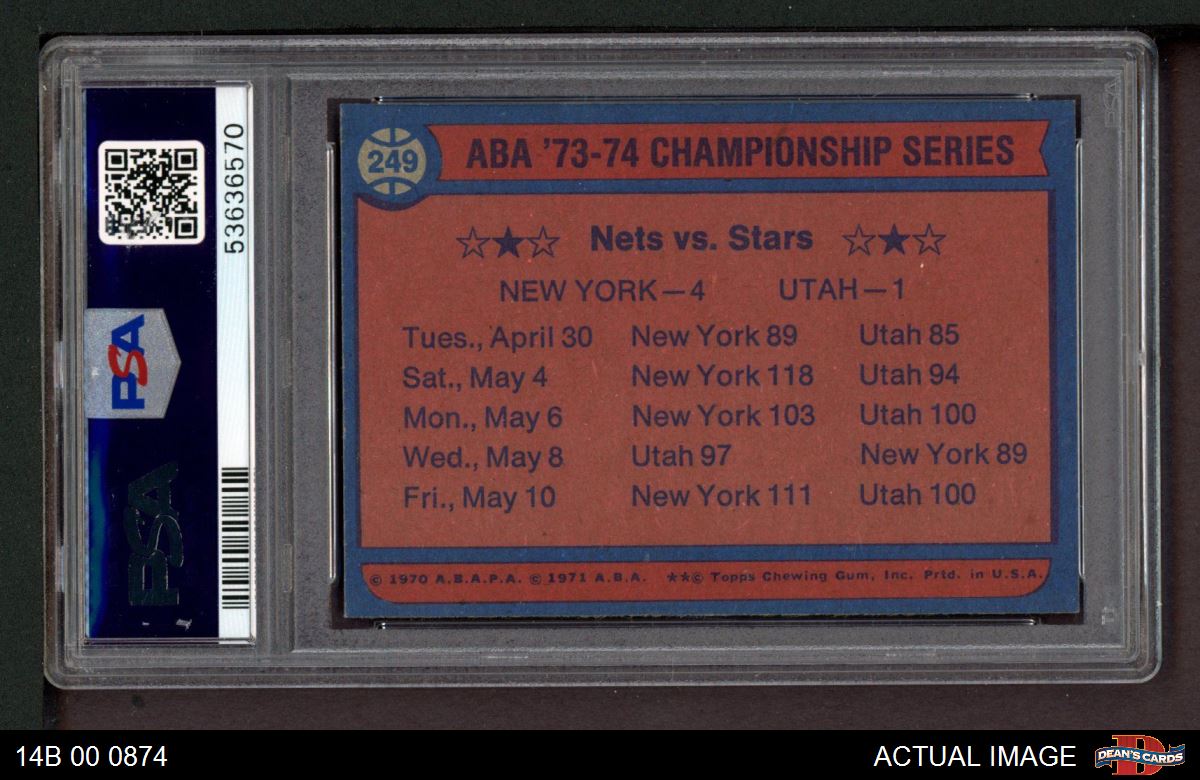 249
ABA '73-74 CHAMPIONSHIP SERIES
☆★☆ Nets vs. Stars ☆★☆
NEW YORK—4 UTAH—1
Tues., April 30 New York 89 Utah 85
Sat., May 4 New York 118 Utah 94
Mon., May 6 New York 103 Utah 100
Wed., May 8 Utah 97 New York 89
Fri., May 10 New York 111 Utah 100
© 1970 A.B.A.P.A. © 1971 A.B.A. ★★© Topps Chewing Gum, Inc. Prtd. in U.S.A.
53636570
PSA
PSA
PSA
14B 00 0874
ACTUAL IMAGE
DEAN'S CARDS